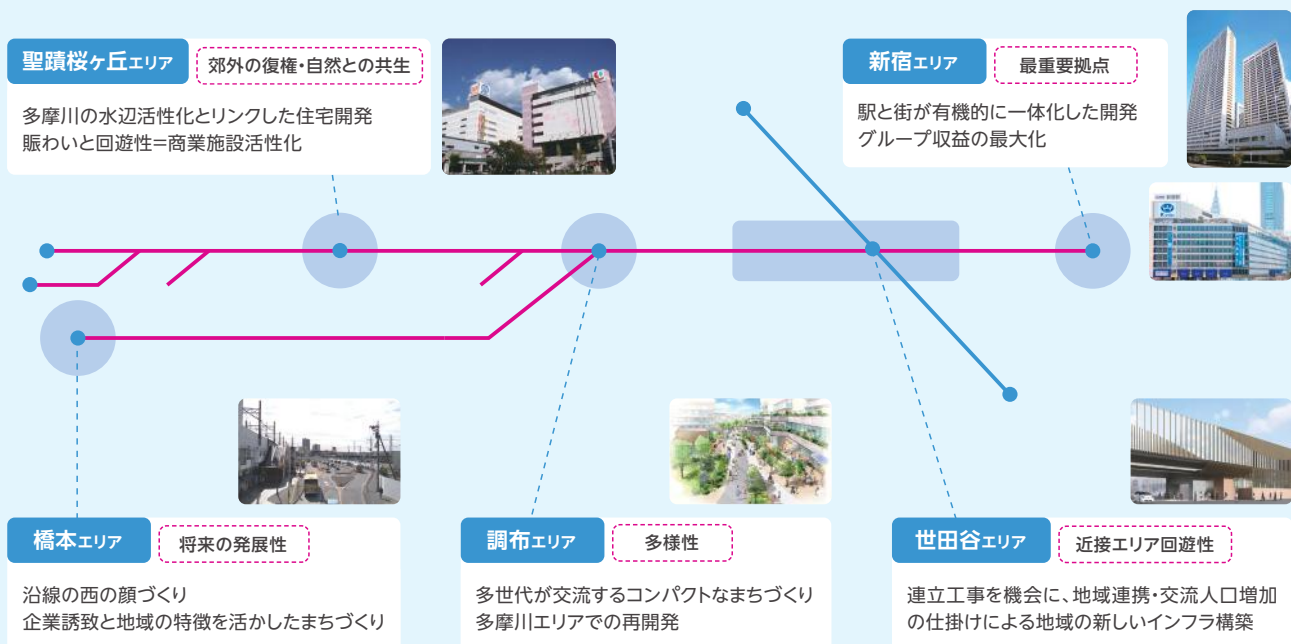 聖蹟桜ヶ丘エリア
郊外の復権・自然との共生
多摩川の水辺活性化とリンクした住宅開発
賑わいと回遊性=商業施設活性化
新宿エリア
最重要拠点
駅と街が有機的に一体化した開発
グループ収益の最大化
橋本エリア
将来の発展性
沿線の西の顔づくり
企業誘致と地域の特徴を活かしたまちづくり
調布エリア
多様性
多世代が交流するコンパクトなまちづくり
多摩川エリアでの再開発
世田谷エリア
近接エリア回遊性
連立工事を機会に、地域連携・交流人口増加
の仕掛けによる地域の新しいインフラ構築